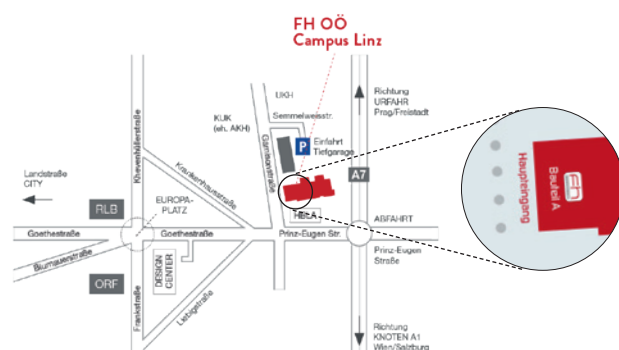 FH OÖ
Campus Linz
UKH
Semmelweisstr.
KUK
(eh. AKH)
Einfahrt
Tiefgarage
P
Garnisonstraße
Richtung
URFAHR
Prag/Freistadt
Khevenhüllerstraße
Krankenhausstraße
Landstraße
CITY
EUROPA-
PLATZ
RLB
A7
HBLA
ABFAHRT
Goethestraße
Goethestraße
Prinz-Eugen Str.
Prinz-Eugen
Straße
Blumauerstraße
DESIGN
CENTER
ORF
Frankstraße
Liebigstraße
Richtung
KNOTEN A1
Wien/Salzburg
Haupteingang
Bauteil A
Fh